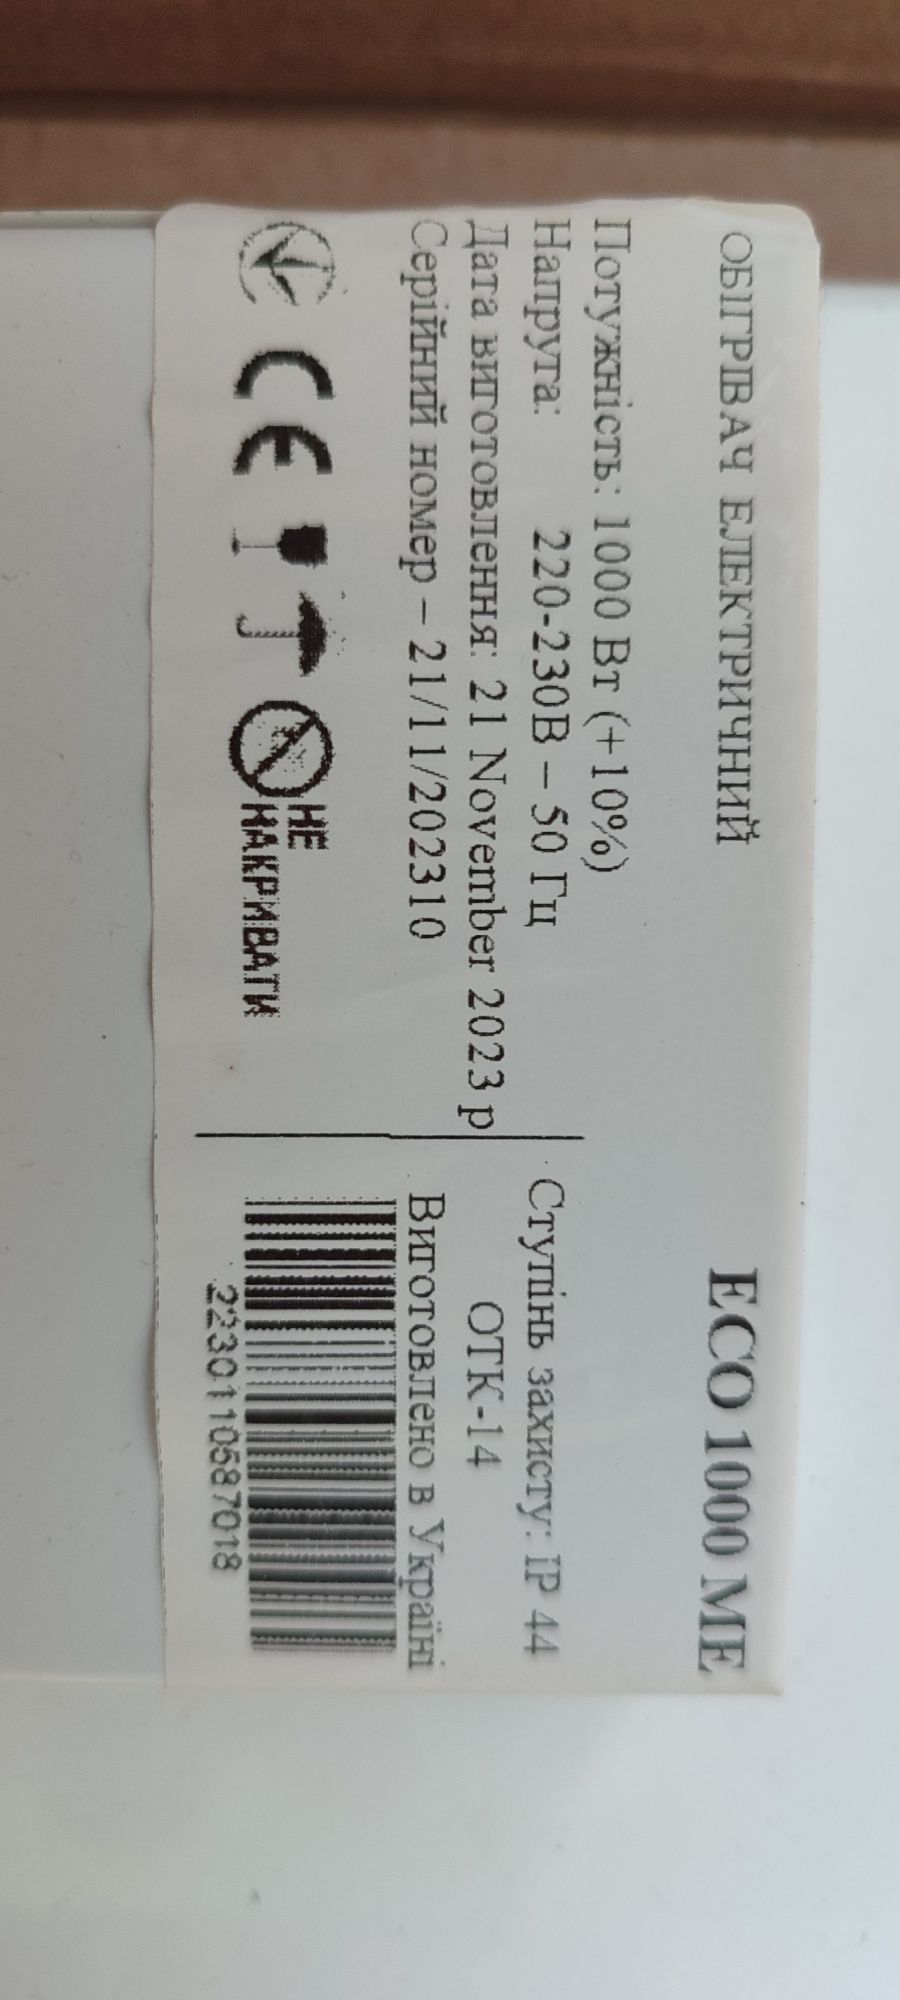 ОБІГРІВАЧ ЕЛЕКТРИЧНИЙ ECO 1000 ME
Потужність: 1000 Вт (+10%)
Напруга: 220-230В – 50 Гц
Дата виготовлення: 21 November 2023 р
Серійний номер – 21/11/202310
CE
НЕ
НАКРИВАТИ
Ступінь захисту: IP 44
ОТК-14
Виготовлено в Україні
2230110587018